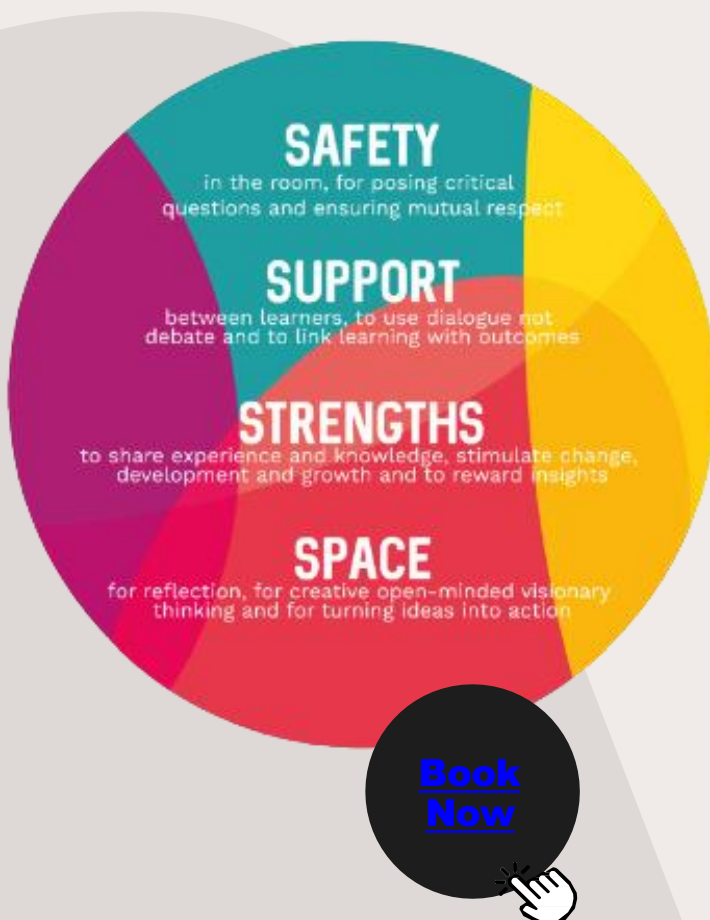 SAFETY
in the room, for posing critical
questions and ensuring mutual respect
SUPPORT
between learners, to use dialogue not
debate and to link learning with outcomes
STRENGTHS
to share experience and knowledge, stimulate change,
development and growth and to reward insights
SPACE
for reflection, for creative open-minded visionary
thinking and for turning ideas into action
Book
Now